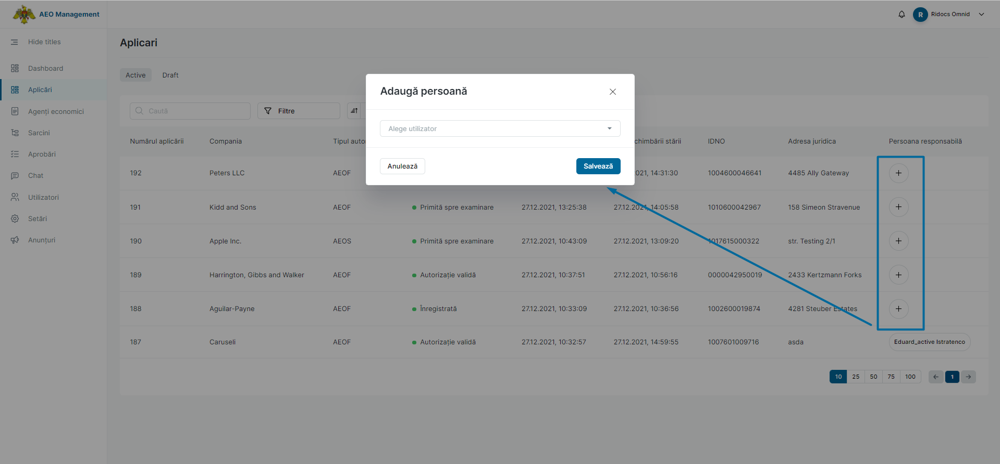 AEO Management
R Ridocs Omnid
Hide titles
Dashboard
Aplicări
Agenți economici
Sarcini
Aprobări
Chat
Utilizatori
Setări
Anunțuri
Aplicari
Active Draft
Caută Filtre
Adaugă persoană
Alege utilizator
Anulează Salvează
Numărul aplicării Compania Tipul auto chimbării stării IDNO Adresa juridica Persoana responsabilă
192 Peters LLC AEOF 021, 14:31:30 1004600046641 4485 Ally Gateway
191 Kidd and Sons AEOF Primită spre examinare 27.12.2021, 13:25:38 27.12.2021, 14:05:58 1010600042967 158 Simeon Stravenue
190 Apple Inc. AEOS Primită spre examinare 27.12.2021, 10:43:09 27.12.2021, 13:09:20 1017615000322 str. Testing 2/1
189 Harrington, Gibbs and Walker AEOF Autorizație validă 27.12.2021, 10:37:51 27.12.2021, 10:56:16 0000042950019 2433 Kertzmann Forks
188 Aguilar-Payne AEOF Înregistrată 27.12.2021, 10:33:09 27.12.2021, 10:36:56 1002600019874 4281 Steuber Estates
187 Caruseli AEOF Autorizație validă 27.12.2021, 10:32:57 27.12.2021, 14:59:55 1007601009716 asda Eduard_active Istratenco
10 25 50 75 100 1